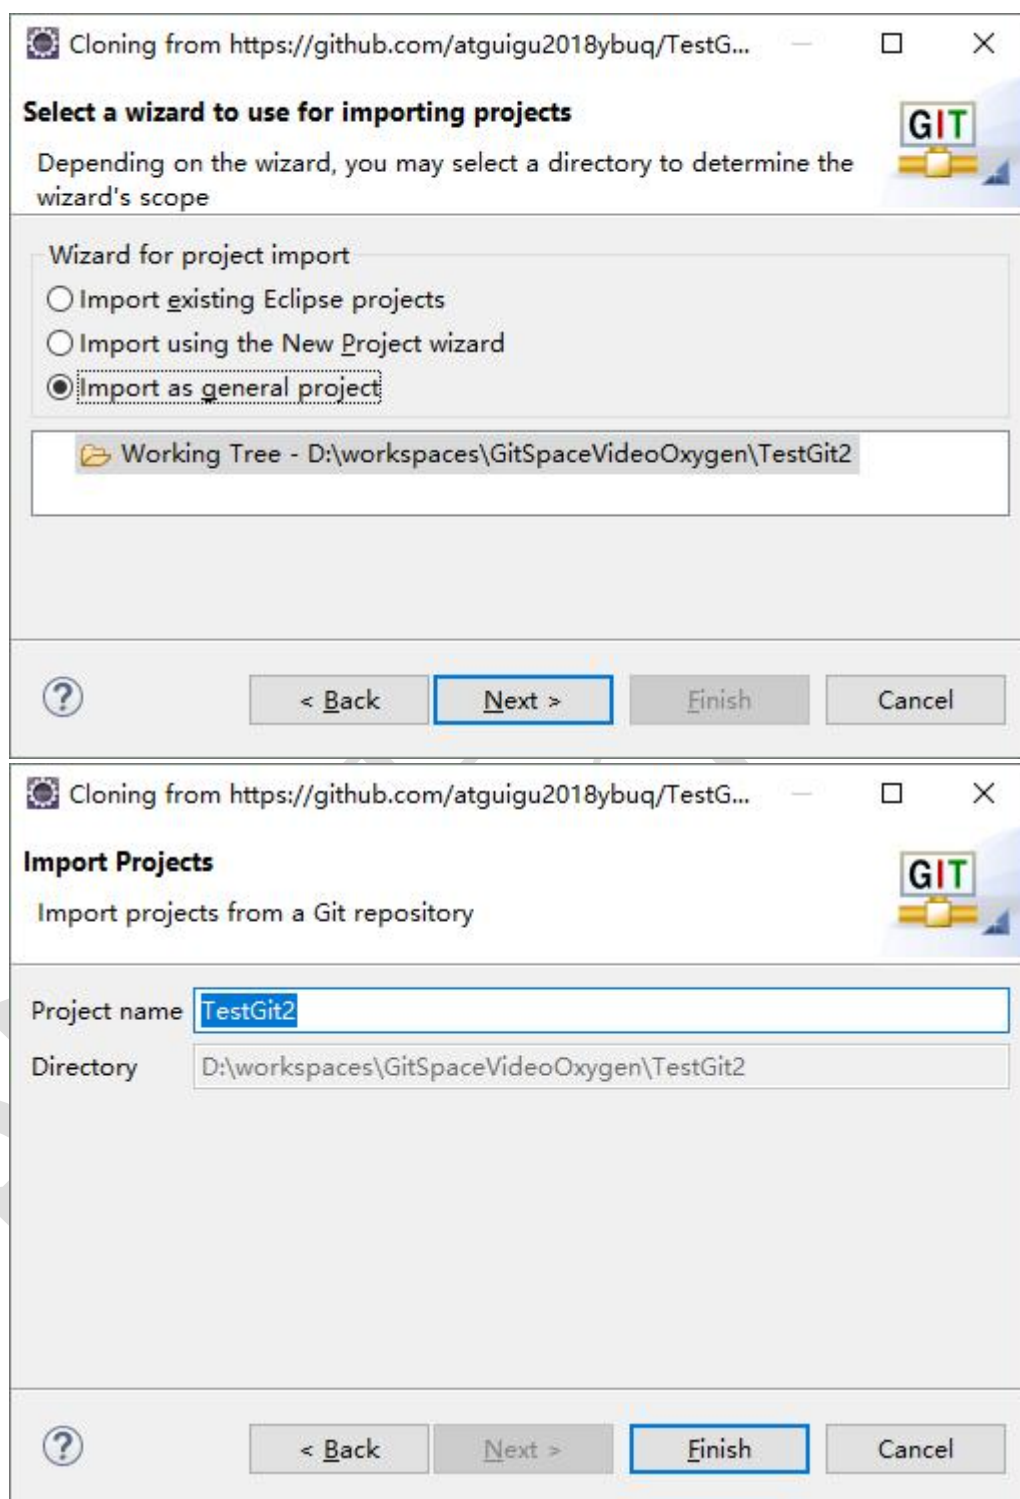 Cloning from https://github.com/atguigu2018ybuq/TestG...
Select a wizard to use for importing projects
Depending on the wizard, you may select a directory to determine the
wizard's scope
GIT
Wizard for project import
Import existing Eclipse projects
Import using the New Project wizard
Import as general project
Working Tree - D:\workspaces\GitSpaceVideoOxygen\TestGit2
? < Back Next > Finish Cancel
Cloning from https://github.com/atguigu2018ybuq/TestG...
Import Projects
Import projects from a Git repository
GIT
Project name TestGit2
Directory D:\workspaces\GitSpaceVideoOxygen\TestGit2
? < Back Next > Finish Cancel